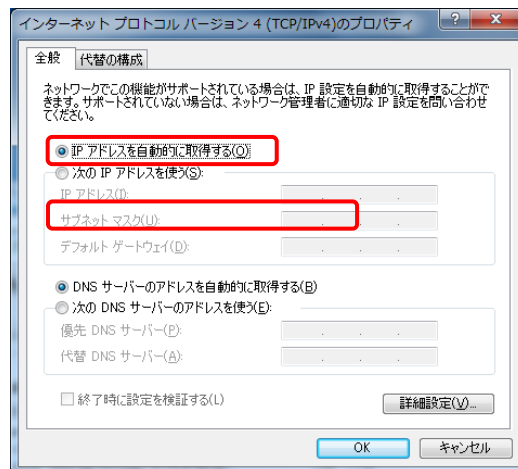 インターネット プロトコル バージョン 4 (TCP/IPv4)のプロパティ
全般
代替の構成
ネットワークでこの機能がサポートされている場合は、IP 設定を自動的に取得することがで
きます。サポートされていない場合は、ネットワーク管理者に適切な IP 設定を問い合わせ
てください。
IP アドレスを自動的に取得する(O)
次の IP アドレスを使う(S):
IP アドレス(I):
サブネット マスク(U):
デフォルト ゲートウェイ(D):
DNS サーバーのアドレスを自動的に取得する(B)
次の DNS サーバーのアドレスを使う(E):
優先 DNS サーバー(P):
代替 DNS サーバー(A):
終了時に設定を検証する(L)
詳細設定(V)...
OK
キャンセル